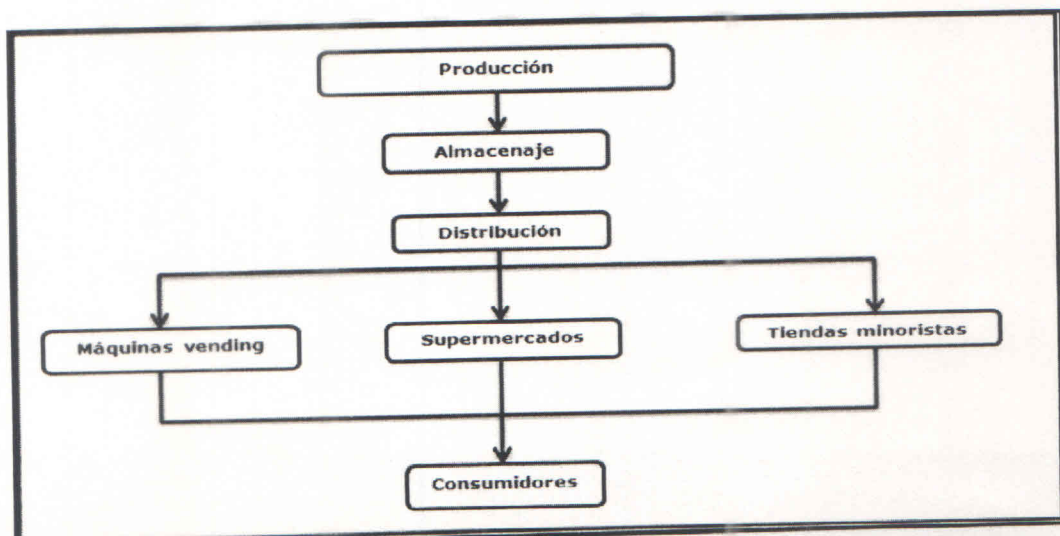 Producción
Almacenaje
Distribución
Máquinas vending
Supermercados
Tiendas minoristas
Consumidores